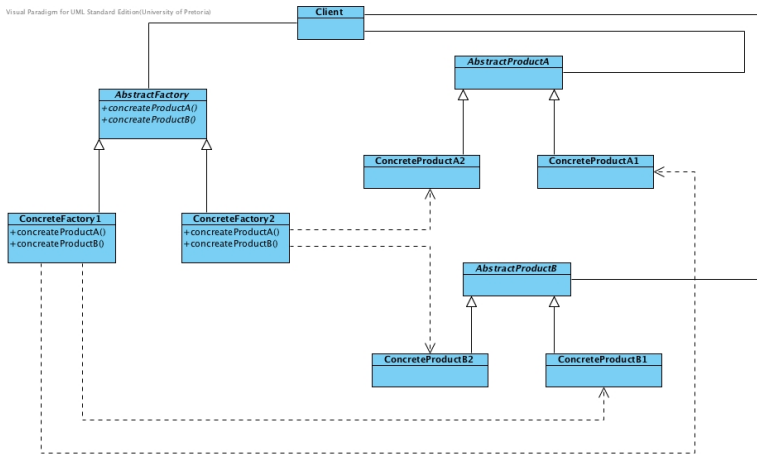 Visual Paradigm for UML Standard Edition(University of Pretoria)
Client
AbstractProductA
AbstractFactory
+concreateProductA()
+concreateProductB()
ConcreteProductA2
ConcreteProductA1
ConcreteFactory1
+concreateProductA()
+concreateProductB()
ConcreteFactory2
+concreateProductA()
+concreateProductB()
AbstractProductB
ConcreteProductB2
ConcreteProductB1